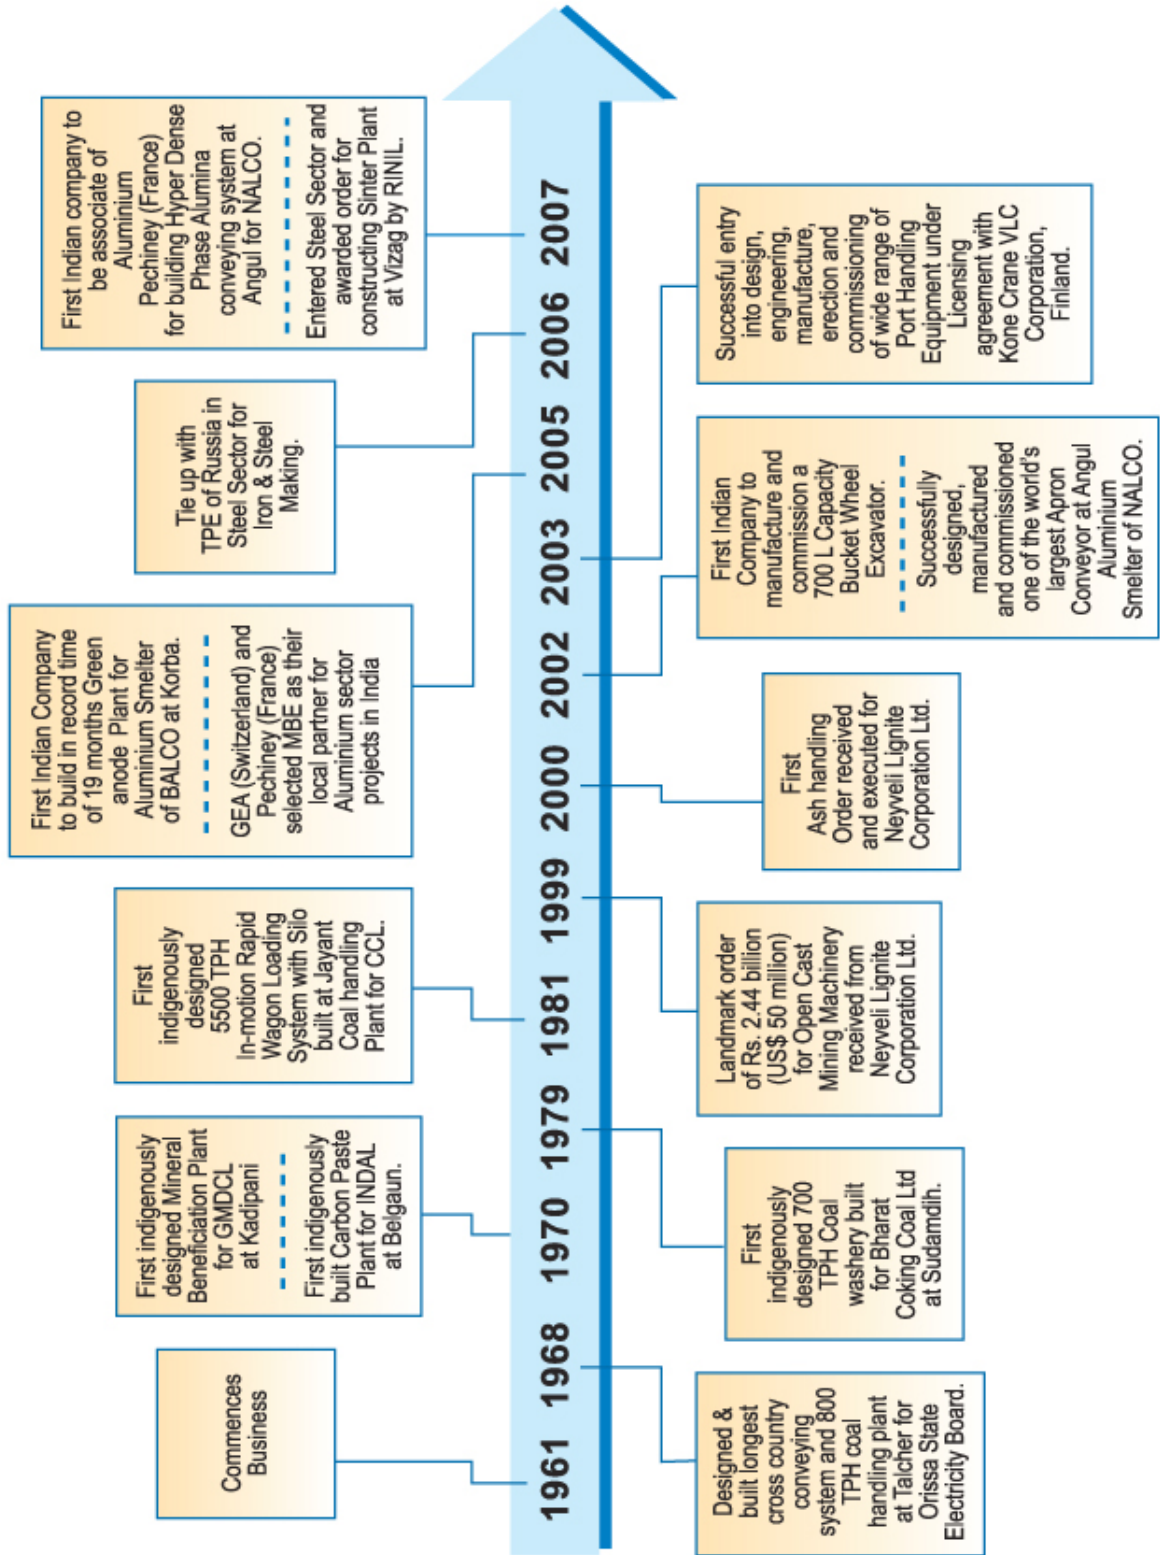 First Indian company to
be associate of
Aluminium
Pechiney (France)
for building Hyper Dense
Phase Alumina
conveying system at
Angul for NALCO.
Entered Steel Sector and
awarded order for
constructing Sinter Plant
at Vizag by RINIL.
Tie up with
TPE of Russia in
Steel Sector for
Iron & Steel
Making.
First Indian Company
to build in record time
of 19 months Green
anode Plant for
Aluminium Smelter
of BALCO at Korba.
GEA (Switzerland) and
Pechiney (France)
selected MBE as their
local partner for
Aluminium sector
projects in India
First
indigenously
designed
5500 TPH
In-motion Rapid
Wagon Loading
System with Silo
built at Jayant
Coal handling
Plant for CCL.
First indigenously
designed Mineral
Beneficiation Plant
for GMDCL
at Kadipani
First indigenously
built Carbon Paste
Plant for INDAL
at Belgaun.
Commences
Business
1961 1968 1970 1979 1981 1999 2000 2002 2003 2005 2006 2007
Designed &
built longest
cross country
conveying
system and 800
TPH coal
handling plant
at Talcher for
Orissa State
Electricity Board.
First
indigenously
designed 700
TPH Coal
washery built
for Bharat
Coking Coal Ltd
at Sudamdih.
Landmark order
of Rs. 2.44 billion
(US$ 50 million)
for Open Cast
Mining Machinery
received from
Neyveli Lignite
Corporation Ltd.
First
Ash handling
Order received
and executed for
Neyveli Lignite
Corporation Ltd.
First Indian
Company to
manufacture and
commission a
700 L Capacity
Bucket Wheel
Excavator.
Successfully
designed,
manufactured
and commissioned
one of the world's
largest Apron
Conveyor at Angul
Aluminium
Smelter of NALCO.
Successful entry
into design,
engineering,
manufacture,
erection and
commissioning
of wide range of
Port Handling
Equipment under
Licensing
agreement with
Kone Crane VLC
Corporation,
Finland.